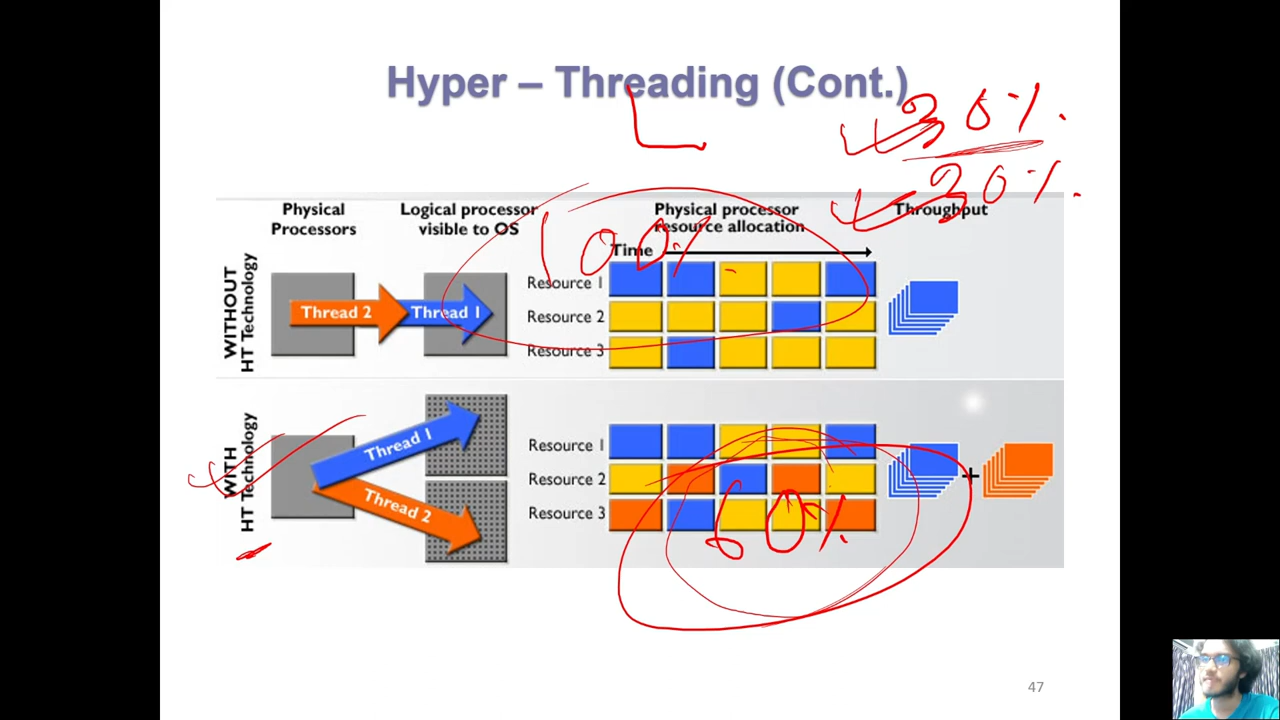 Hyper – Threading (Cont.)
30%.
30%.
Physical Processors
Logical processor visible to OS
Physical processor resource allocation
Throughput
100%
Time
WITHOUT HT Technology
Thread 2
Thread 1
Resource 1
Resource 2
Resource 3
WITH HT Technology
Thread 1
Thread 2
Resource 1
Resource 2
Resource 3
+
60%
47